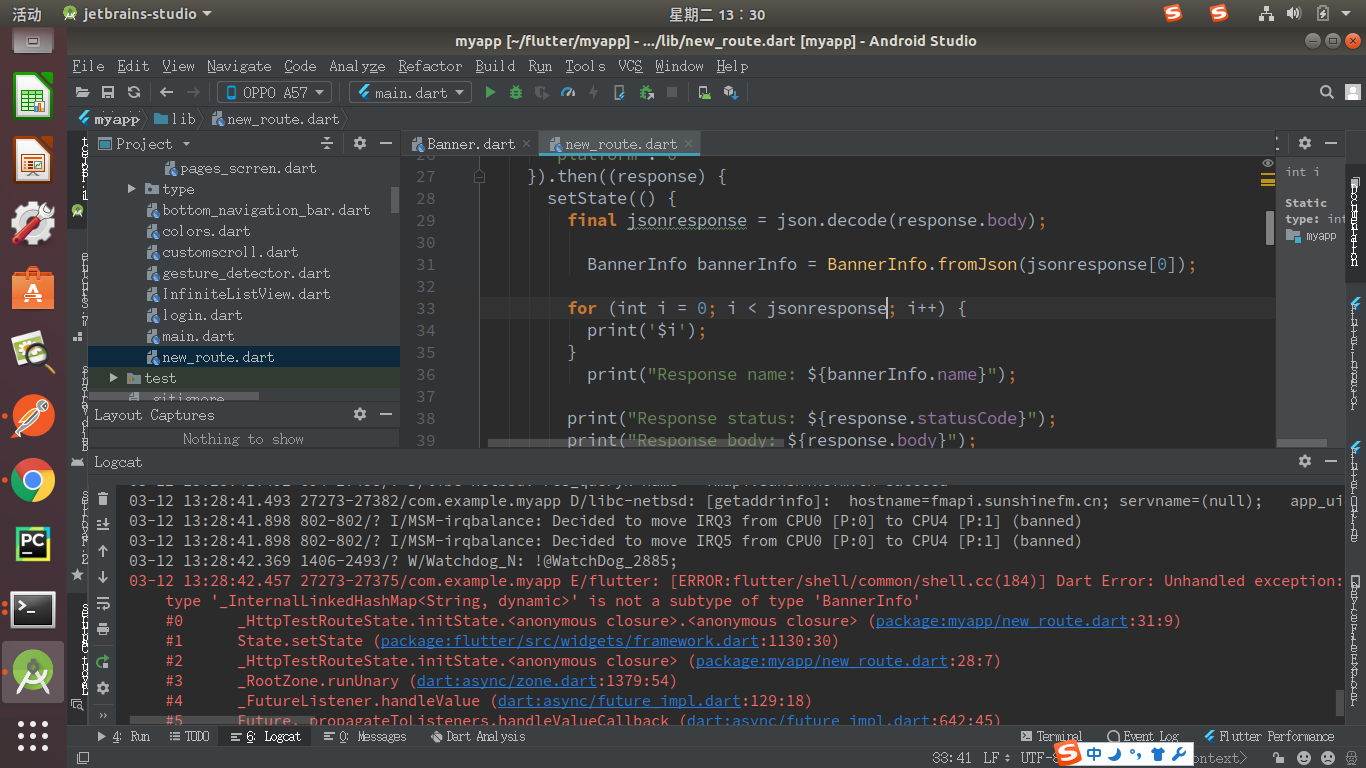 活动 jetbrains-studio 星期二 13：30
myapp [~/flutter/myapp] - .../lib/new_route.dart [myapp] - Android Studio
File Edit View Navigate Code Analyze Refactor Build Run Tools VCS Window Help
OPPO A57 main.dart
myapp lib new_route.dart
Project
Banner.dart new_route.dart
pages_scrren.dart
type
bottom_navigation_bar.dart
colors.dart
customscroll.dart
gesture_detector.dart
InfiniteListView.dart
login.dart
main.dart
new_route.dart
test
.gitignore
Layout Captures
Nothing to show
27 }).then((response) {
28 setState(() {
29 final jsonresponse = json.decode(response.body);
30
31 BannerInfo bannerInfo = BannerInfo.fromJson(jsonresponse[0]);
32
33 for (int i = 0; i < jsonresponse; i++) {
34 print('$i');
35 }
36 print("Response name: ${bannerInfo.name}");
37
38 print("Response status: ${response.statusCode}");
39 print("Response body: ${response.body}");
int i
Static
type: int
myapp
Logcat
03-12 13:28:41.493 27273-27382/com.example.myapp D/libc-netbsd: [getaddrinfo]: hostname=fmapi.sunshinefm.cn; servname=(null); app_ui
03-12 13:28:41.898 802-802/? I/MSM-irqbalance: Decided to move IRQ3 from CPU0 [P:0] to CPU4 [P:1] (banned)
03-12 13:28:41.898 802-802/? I/MSM-irqbalance: Decided to move IRQ5 from CPU0 [P:0] to CPU4 [P:1] (banned)
03-12 13:28:42.369 1406-2493/? W/Watchdog_N: !@WatchDog_2885;
03-12 13:28:42.457 27273-27375/com.example.myapp E/flutter: [ERROR:flutter/shell/common/shell.cc(184)] Dart Error: Unhandled exception:
type '_InternalLinkedHashMap<String, dynamic>' is not a subtype of type 'BannerInfo'
#0 _HttpTestRouteState.initState.<anonymous closure>.<anonymous closure> (package:myapp/new_route.dart:31:9)
#1 State.setState (package:flutter/src/widgets/framework.dart:1130:30)
#2 _HttpTestRouteState.initState.<anonymous closure> (package:myapp/new_route.dart:28:7)
#3 _RootZone.runUnary (dart:async/zone.dart:1379:54)
#4 _FutureListener.handleValue (dart:async/future_impl.dart:129:18)
#5 Future._propagateToListeners.handleValueCallback (dart:async/future_impl.dart:642:45)
4: Run TODO 6: Logcat 0: Messages Dart Analysis Terminal Event Log Flutter Performance
33:41 LF UTF-8 中 context>